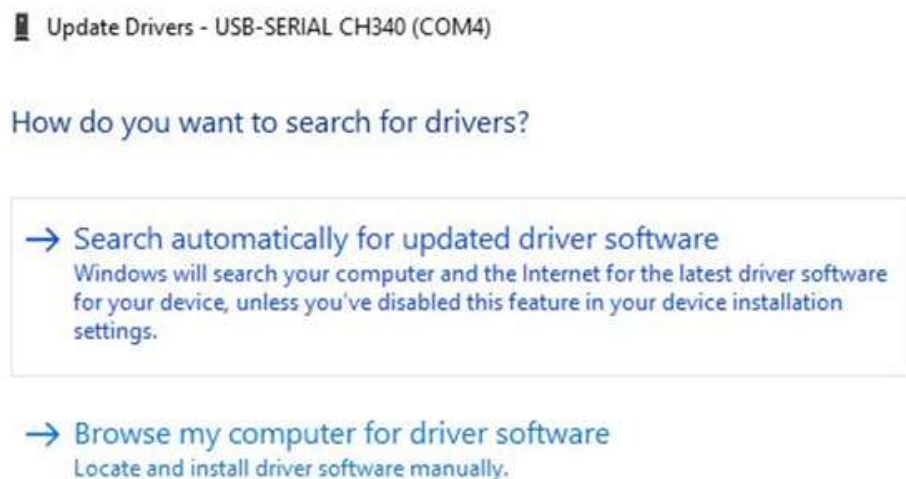 Update Drivers - USB-SERIAL CH340 (COM4)
How do you want to search for drivers?
→ Search automatically for updated driver software
Windows will search your computer and the Internet for the latest driver software
for your device, unless you've disabled this feature in your device installation
settings.
→ Browse my computer for driver software
Locate and install driver software manually.